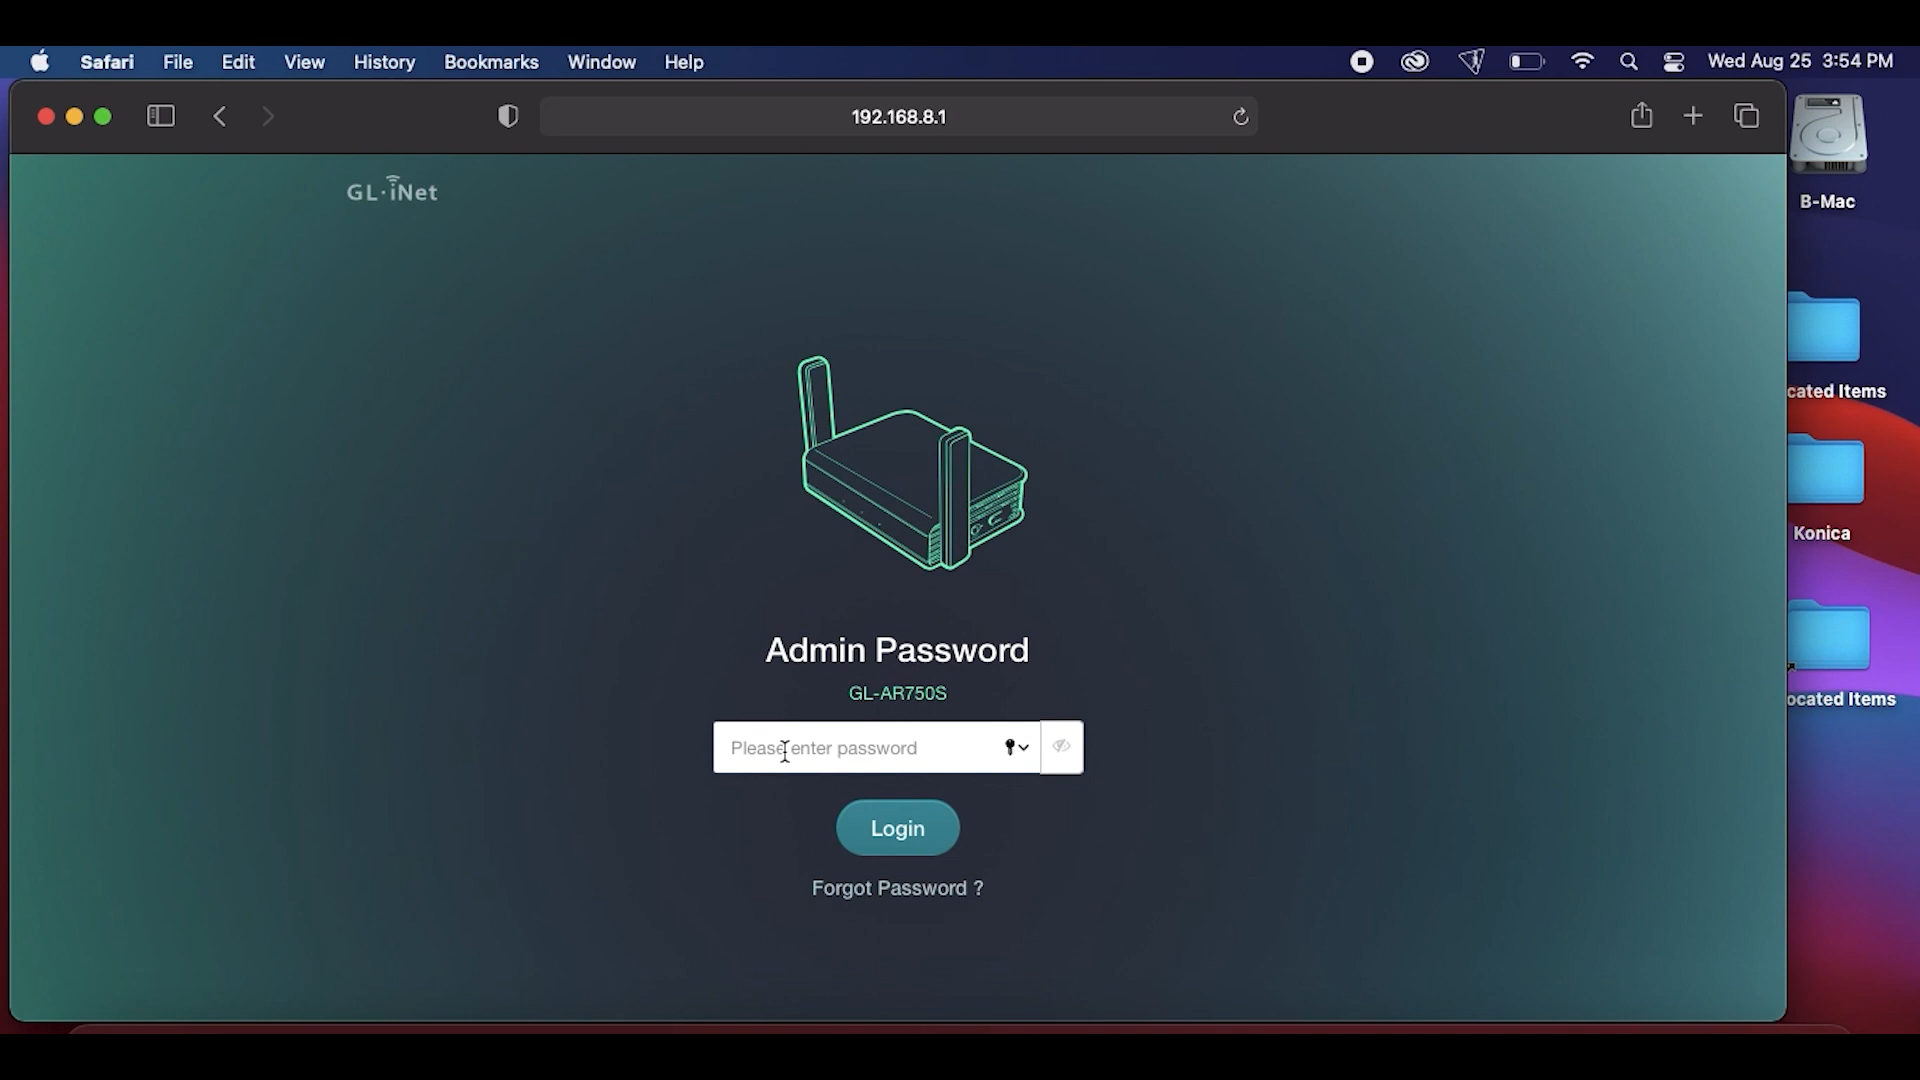 Safari File Edit View History Bookmarks Window Help Wed Aug 25 3:54 PM
192.168.8.1
B-Mac
GL·iNet
cated Items
Konica
ocated Items
Admin Password
GL-AR750S
Please enter password
Login
Forgot Password ?